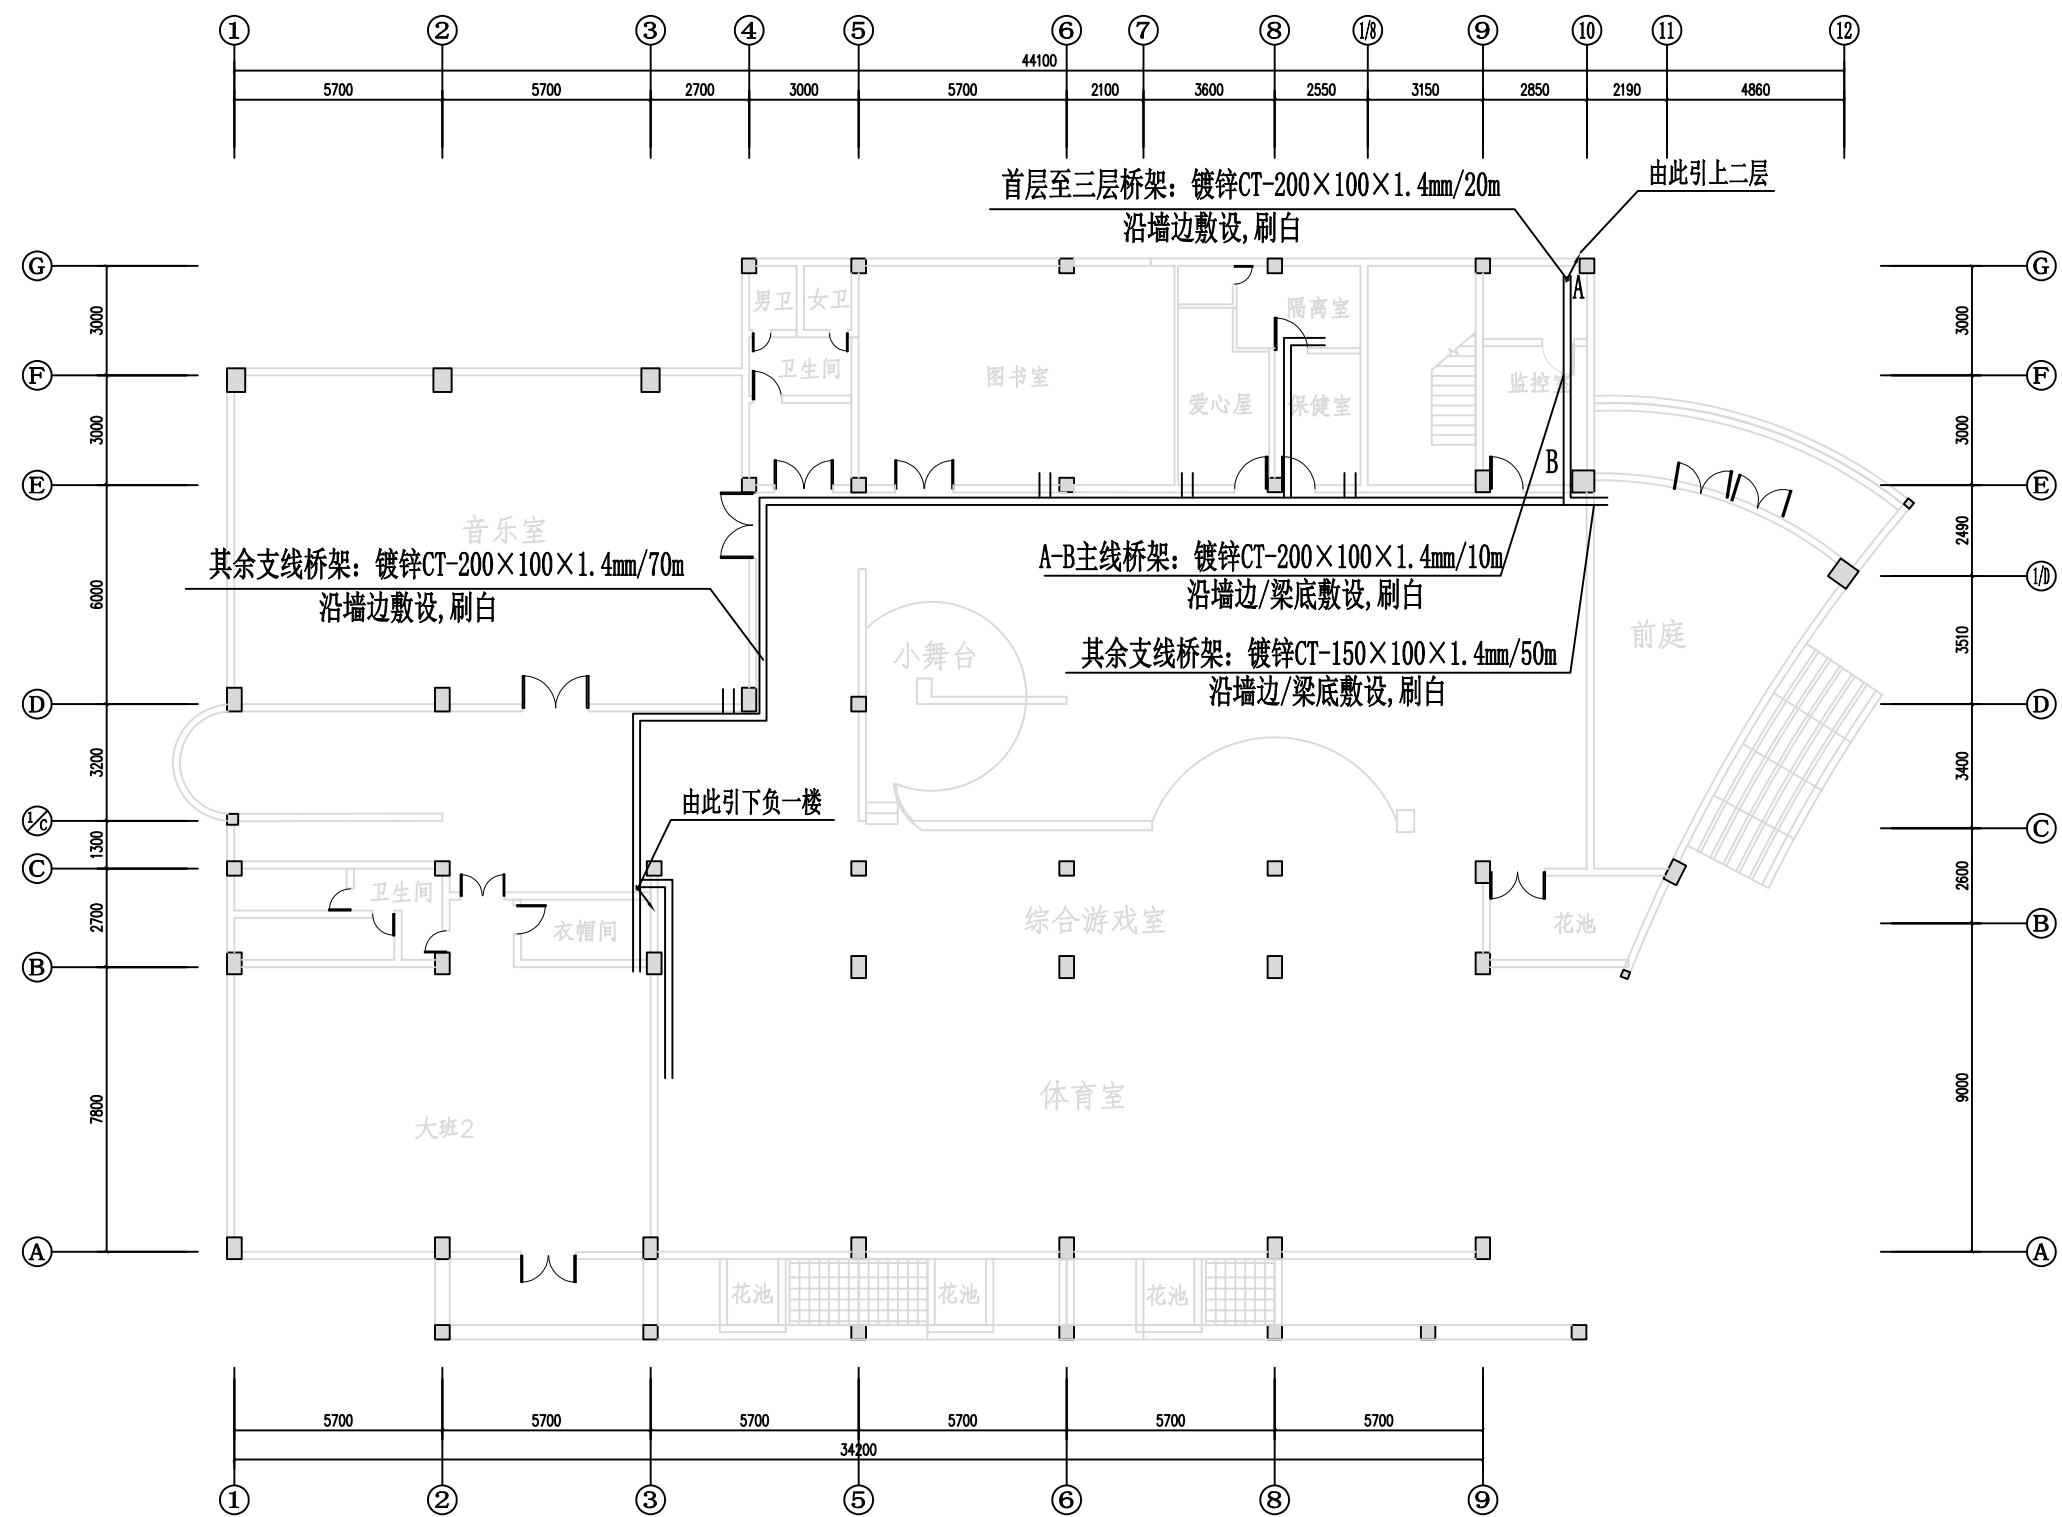 1 2 3 4 5 6 7 8 1/8 9 10 11 12
44100
5700 5700 2700 3000 5700 2100 3600 2550 3150 2850 2190 4860
首层至三层桥架：镀锌CT-200×100×1.4mm/20m
沿墙边敷设,刷白
由此引上二层
G G
A
男卫 女卫 隔离室
3000 3000
F F
卫生间 图书室 爱心屋 保健室 监控室
3000 3000
B
E E
音乐室
2490
其余支线桥架：镀锌CT-200×100×1.4mm/70m
沿墙边敷设,刷白
A-B主线桥架：镀锌CT-200×100×1.4mm/10m
沿墙边/梁底敷设,刷白
1/D
6000
小舞台 前庭
3510
其余支线桥架：镀锌CT-150×100×1.4mm/50m
沿墙边/梁底敷设,刷白
D D
3200 3400
由此引下负一楼
1/C C
1300
C
卫生间 衣帽间 综合游戏室 花池
2600
2700
B B
体育室
大班2
7800 9000
A A
花池 花池 花池
5700 5700 5700 5700 5700 5700
34200
1 2 3 5 6 8 9